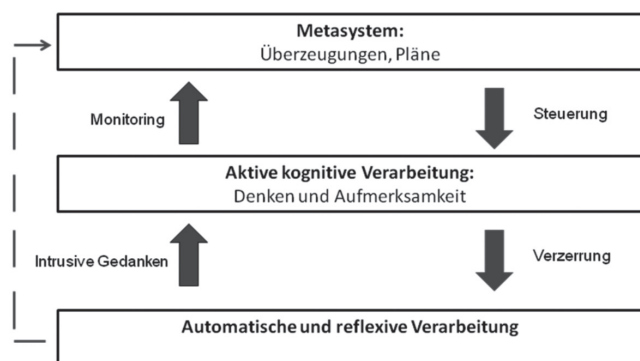 Metasystem:
Überzeugungen, Pläne
Monitoring
Steuerung
Aktive kognitive Verarbeitung:
Denken und Aufmerksamkeit
Intrusive Gedanken
Verzerrung
Automatische und reflexive Verarbeitung